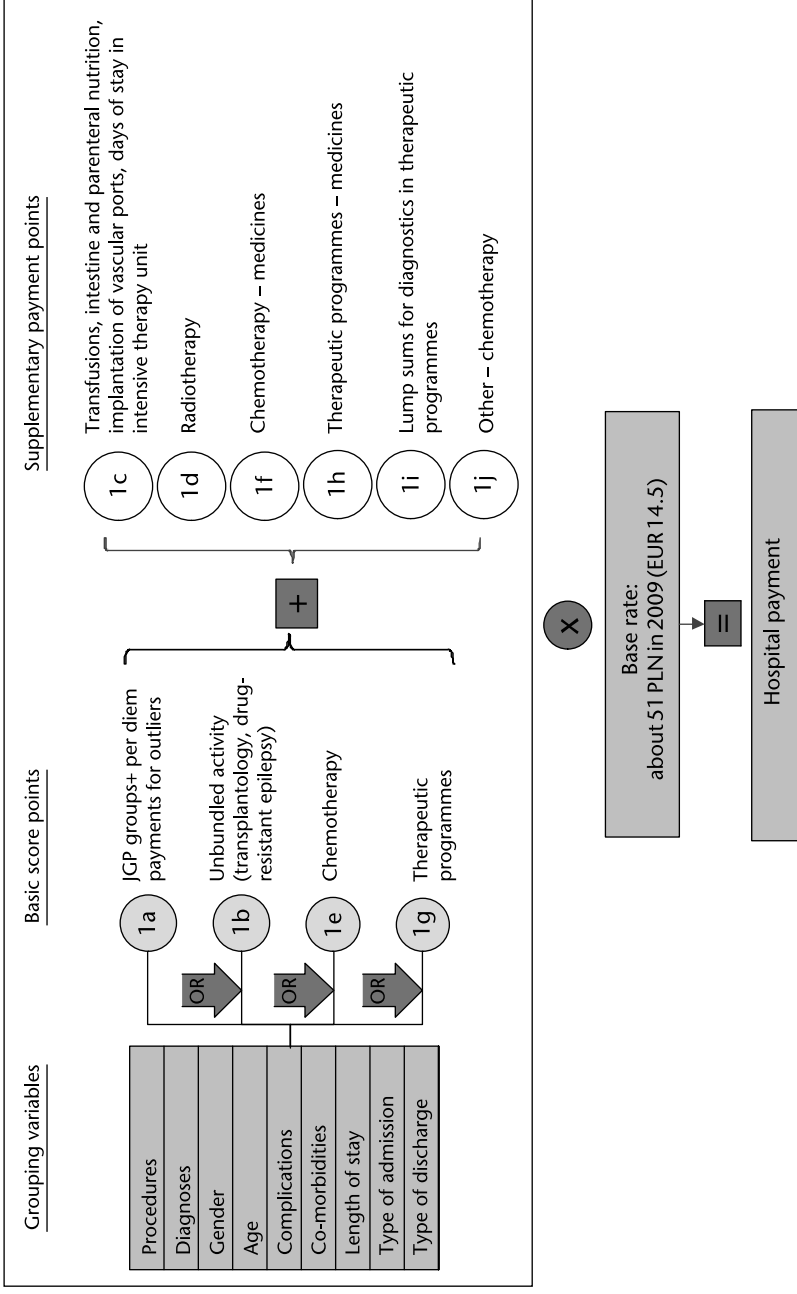 Grouping variables
Procedures
Diagnoses
Gender
Age
Complications
Co-morbidities
Length of stay
Type of admission
Type of discharge
Basic score points
1a
JGP groups+ per diem
payments for outliers
OR
1b
Unbundled activity
(transplantology, drug-
resistant epilepsy)
OR
1e
Chemotherapy
OR
1g
Therapeutic
programmes
+
Supplementary payment points
1c
Transfusions, intestine and parenteral nutrition,
implantation of vascular ports, days of stay in
intensive therapy unit
1d
Radiotherapy
1f
Chemotherapy – medicines
1h
Therapeutic programmes – medicines
1i
Lump sums for diagnostics in therapeutic
programmes
1j
Other – chemotherapy
X
Base rate:
about 51 PLN in 2009 (EUR 14.5)
=
Hospital payment